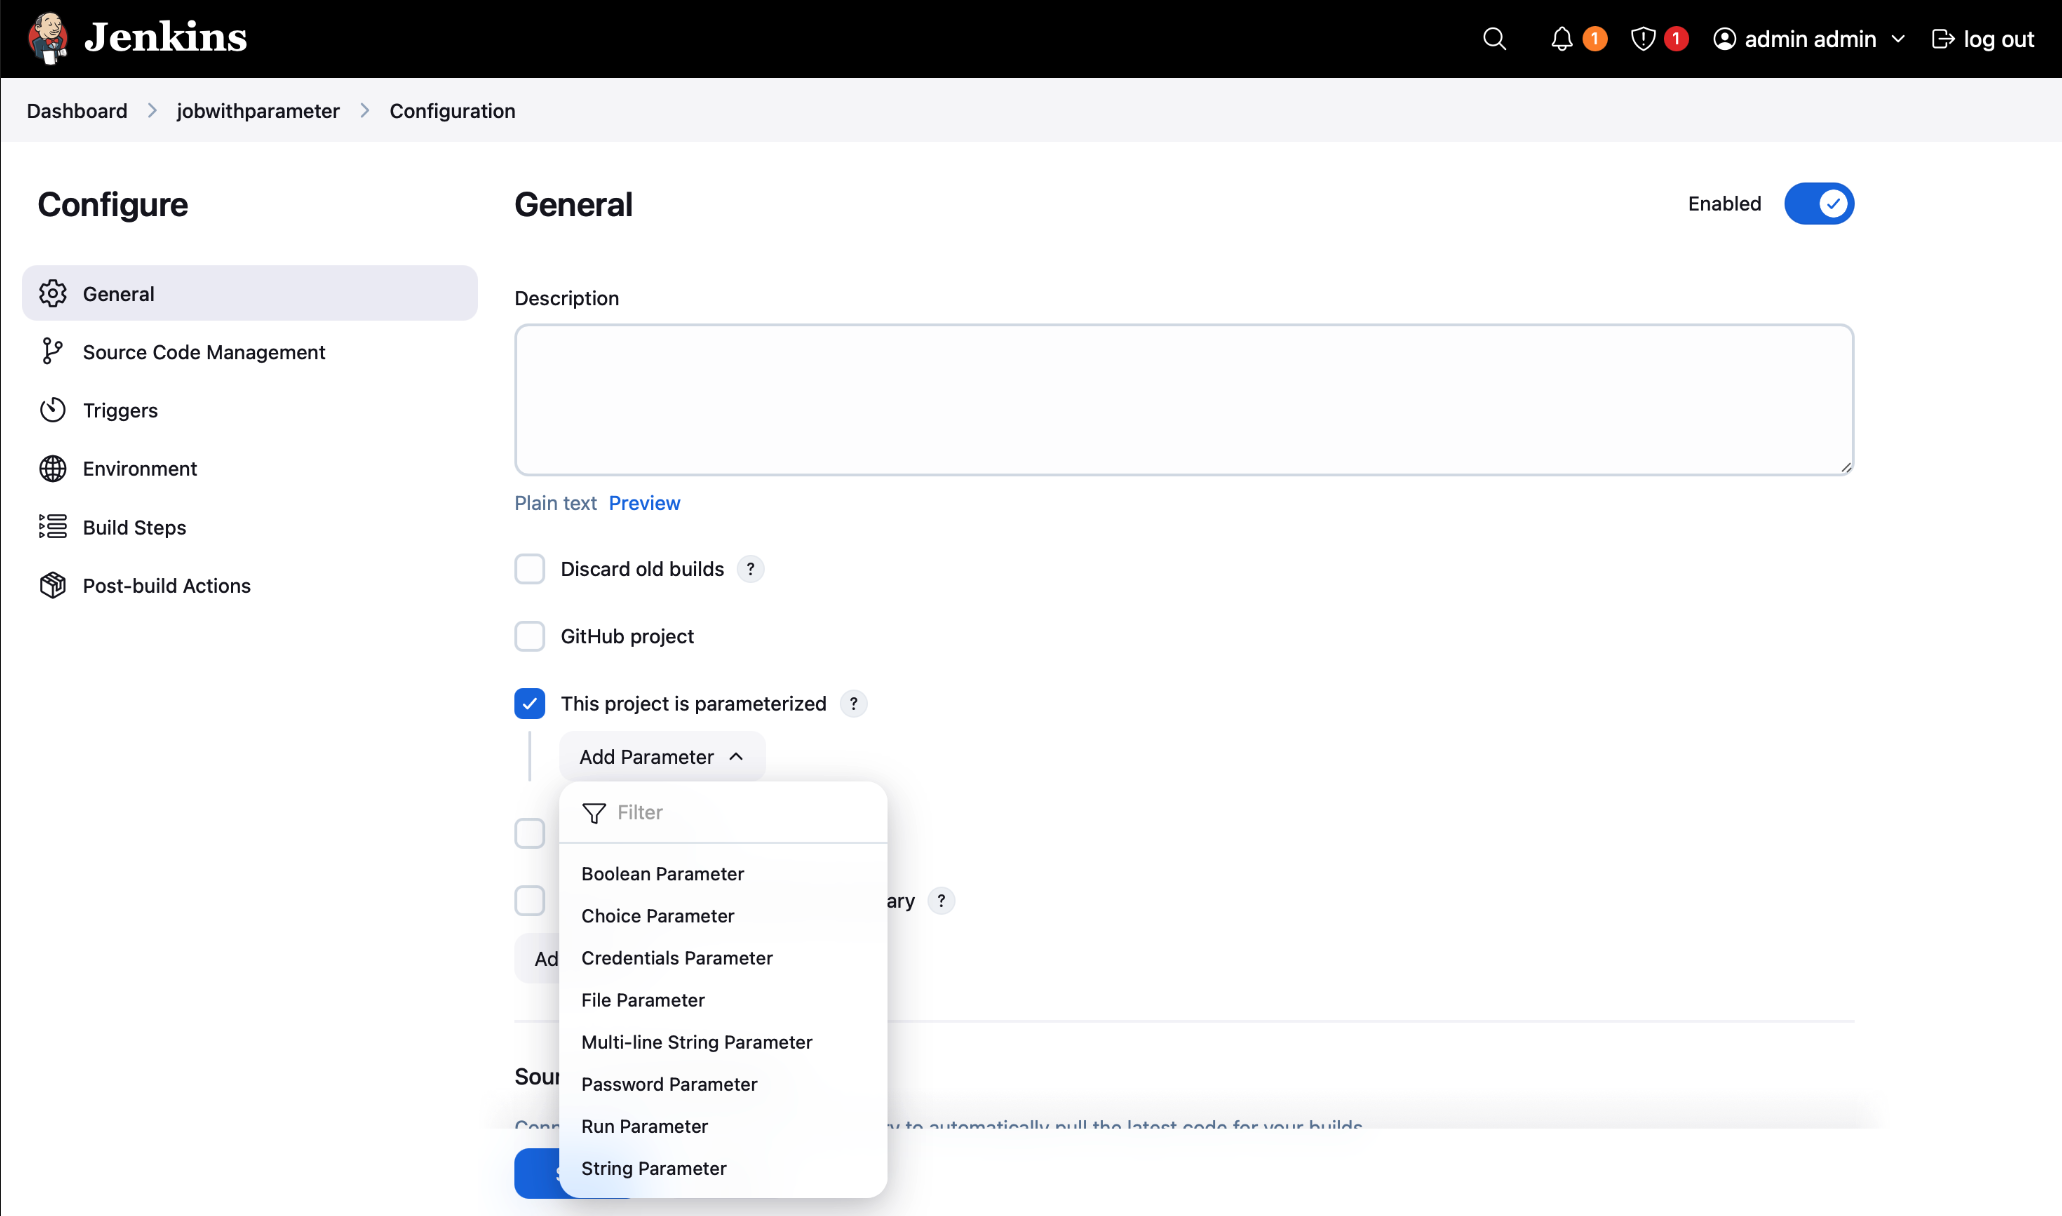 Jenkins
1
1
admin admin
log out
Dashboard
jobwithparameter
Configuration
Configure
General
Source Code Management
Triggers
Environment
Build Steps
Post-build Actions
General
Enabled
Description
Plain text Preview
Discard old builds ?
GitHub project
This project is parameterized ?
Add Parameter
Filter
Boolean Parameter
Choice Parameter
ary ?
Credentials Parameter
Ad
File Parameter
Multi-line String Parameter
Sour
Password Parameter
Run Parameter
to automatically pull the latest code for your builds
String Parameter